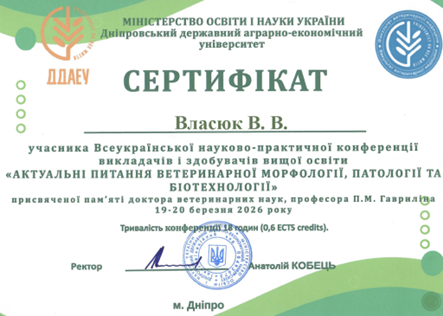 МІНІСТЕРСТВО ОСВІТИ І НАУКИ УКРАЇНИ
Дніпровський державний аграрно-економічний
університет
ДДАЕУ
СЕРТИФІКАТ
Власюк В. В.
учасника Всеукраїнської науково-практичної конференції
викладачів і здобувачів вищої освіти
«АКТУАЛЬНІ ПИТАННЯ ВЕТЕРИНАРНОЇ МОРФОЛОГІЇ, ПАТОЛОГІЇ ТА
БІОТЕХНОЛОГІЇ»
присвяченої пам’яті доктора ветеринарних наук, професора П.М. Гавриліна
19-20 березня 2026 року
Тривалість конференції 18 годин (0,6 ECTS credits).
Ректор
Анатолій КОБЕЦЬ
м. Дніпро